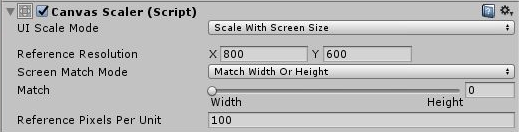 Canvas Scaler (Script)
UI Scale Mode Scale With Screen Size
Reference Resolution X 800 Y 600
Screen Match Mode Match Width Or Height
Match 0
Width Height
Reference Pixels Per Unit 100